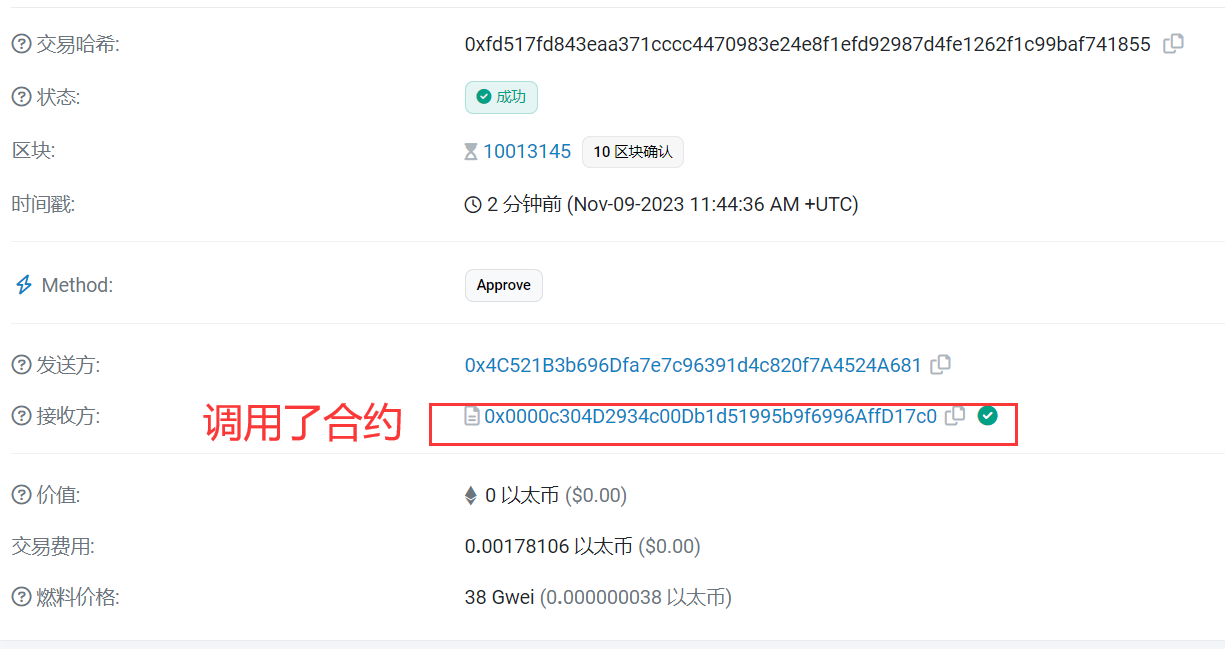 交易哈希: 0xfd517fd843eaa371cccc4470983e24e8f1efd92987d4fe1262f1c99baf741855
状态: 成功
区块: 10013145 10 区块确认
时间戳: 2 分钟前 (Nov-09-2023 11:44:36 AM +UTC)
Method: Approve
发送方: 0x4C521B3b696Dfa7e7c96391d4c820f7A4524A681
接收方: 调用了合约 0x0000c304D2934c00Db1d51995b9f6996AffD17c0
价值: 0 以太币 ($0.00)
交易费用: 0.00178106 以太币 ($0.00)
燃料价格: 38 Gwei (0.000000038 以太币)